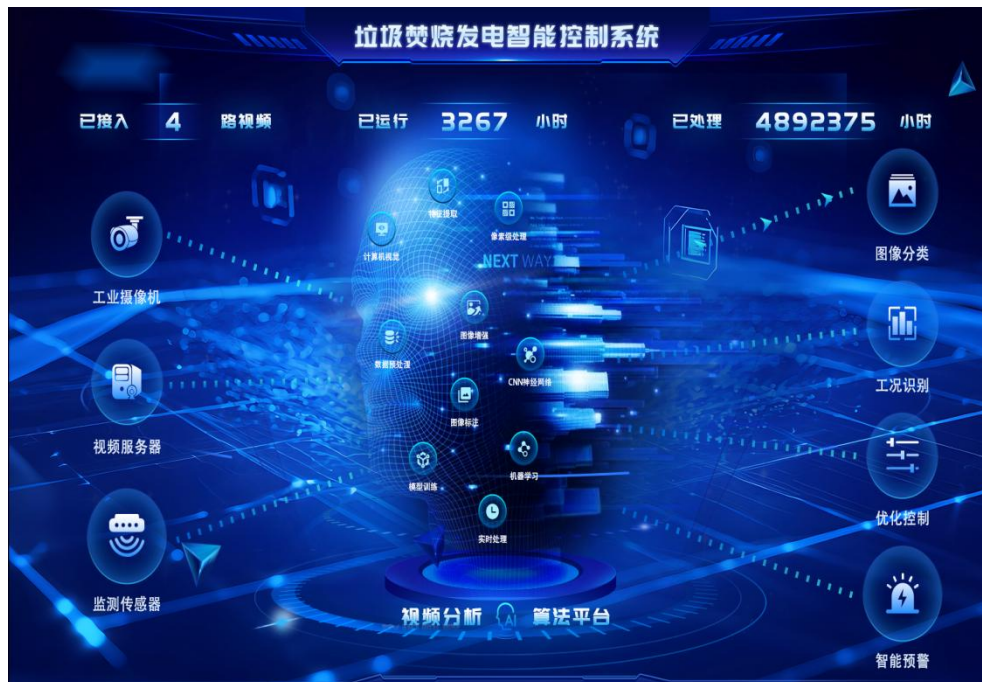 垃圾焚烧发电智能控制系统
已接入 4 路视频
已运行 3267 小时
已处理 4892375 小时
特征提取
像素级处理
计算机视觉
NEXT WAY
图像分类
工业摄像机
图像增强
数据预处理
CNN神经网络
工况识别
图像标注
视频服务器
机器学习
模型训练
优化控制
实时处理
监测传感器
视频分析 AI 算法平台
智能预警